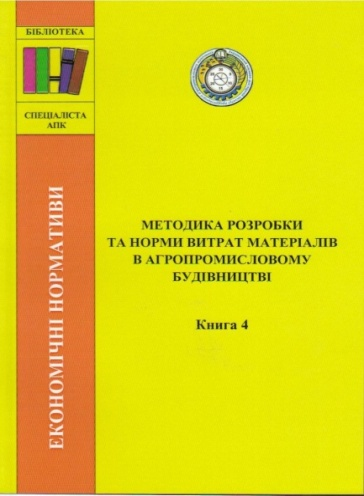 БІБЛІОТЕКА
СПЕЦІАЛІСТА
АПК
ЕКОНОМІЧНІ НОРМАТИВИ
МЕТОДИКА РОЗРОБКИ
ТА НОРМИ ВИТРАТ МАТЕРІАЛІВ
В АГРОПРОМИСЛОВОМУ
БУДІВНИЦТВІ
Книга 4